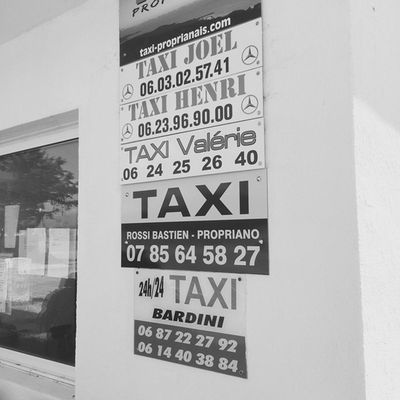 taxi-proprianais.com
TAXI JOEL
06.03.02.57.41
TAXI HENRI
06.23.96.90.00
TAXI Valérie
06 24 25 26 40
TAXI
ROSSI BASTIEN - PROPRIANO
07 85 64 58 27
24h/24 TAXI
BARDINI
06 87 22 27 92
06 14 40 38 84